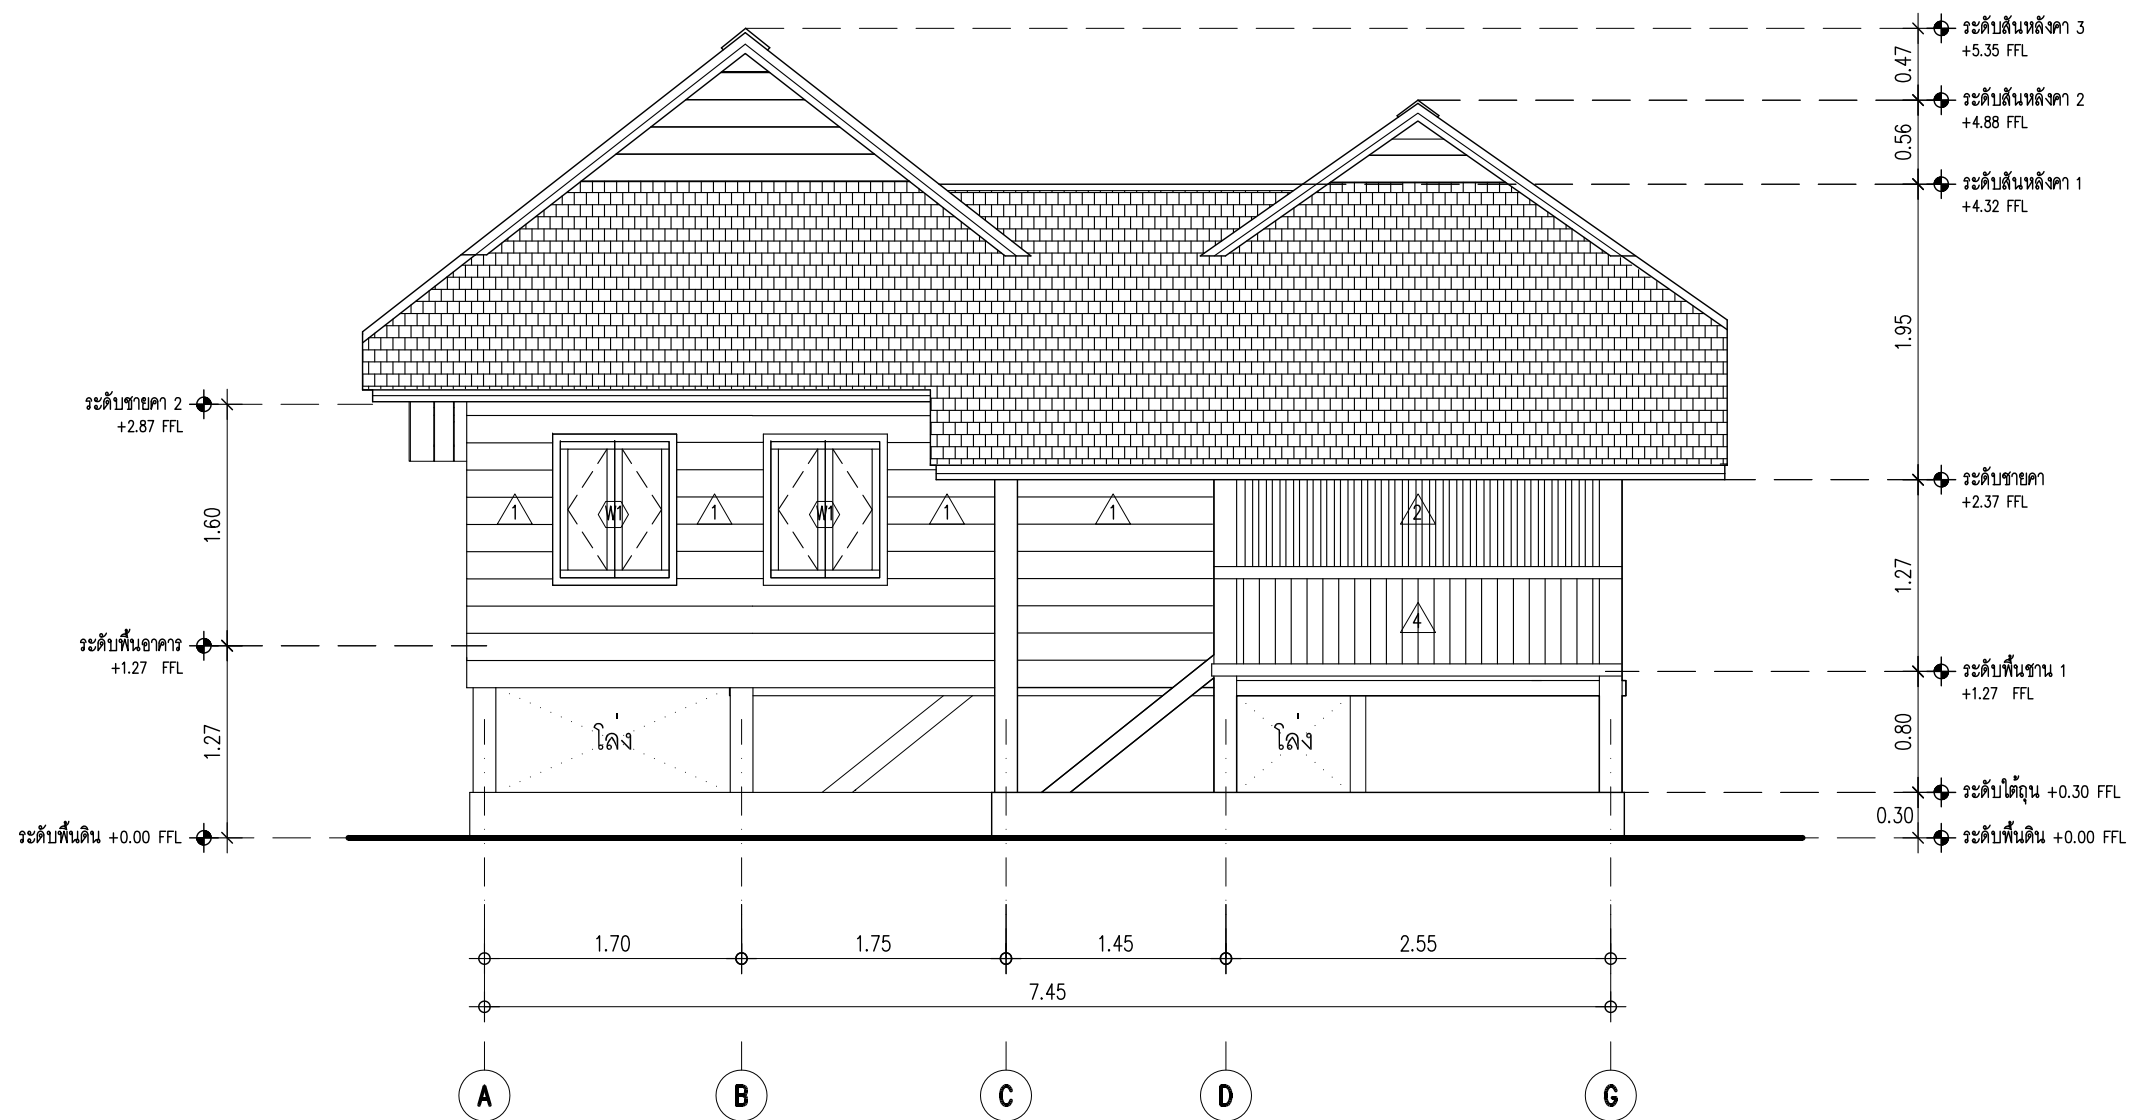 ระดับสันหลังคา 3
+5.35 FFL
0.47
ระดับสันหลังคา 2
+4.88 FFL
0.56
ระดับสันหลังคา 1
+4.32 FFL
1.95
ระดับชายคา 2
+2.87 FFL
ระดับชายคา
+2.37 FFL
1.60
1 W1 1 W1 1 1 2
1.27
4
ระดับพื้นอาคาร
+1.27 FFL
ระดับพื้นชาน 1
+1.27 FFL
1.27
โล่ง
โล่ง
0.80
ระดับใต้ถุน +0.30 FFL
0.30
ระดับพื้นดิน +0.00 FFL
ระดับพื้นดิน +0.00 FFL
1.70 1.75 1.45 2.55
7.45
A B C D G